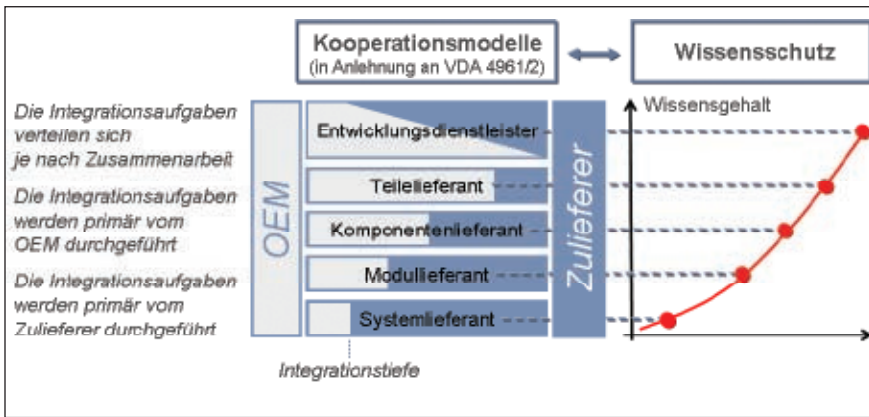 Kooperationsmodelle
(in Anlehnung an VDA 4961/2)
Wissensschutz
Die Integrationsaufgaben
verteilen sich
je nach Zusammenarbeit
Die Integrationsaufgaben
werden primär vom
OEM durchgeführt
Die Integrationsaufgaben
werden primär vom
Zulieferer durchgeführt
OEM
Entwicklungsdienstleister
Teilelieferant
Komponentenlieferant
Modullieferant
Systemlieferant
Integrationstiefe
Zulieferer
Wissensgehalt